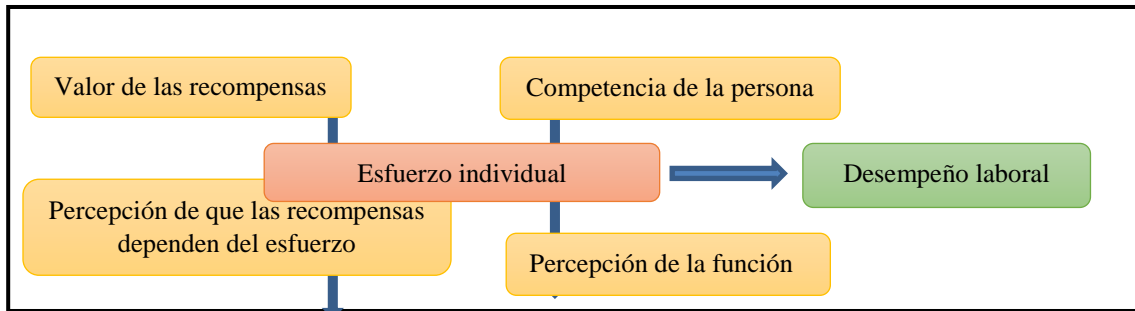 Valor de las recompensas
Competencia de la persona
Esfuerzo individual
Desempeño laboral
Percepción de que las recompensas
dependen del esfuerzo
Percepción de la función